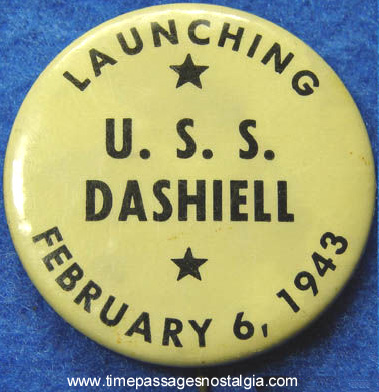 LAUNCHING
U. S. S.
DASHIELL
FEBRUARY 6, 1943
www.timepassagesnostalgia.com